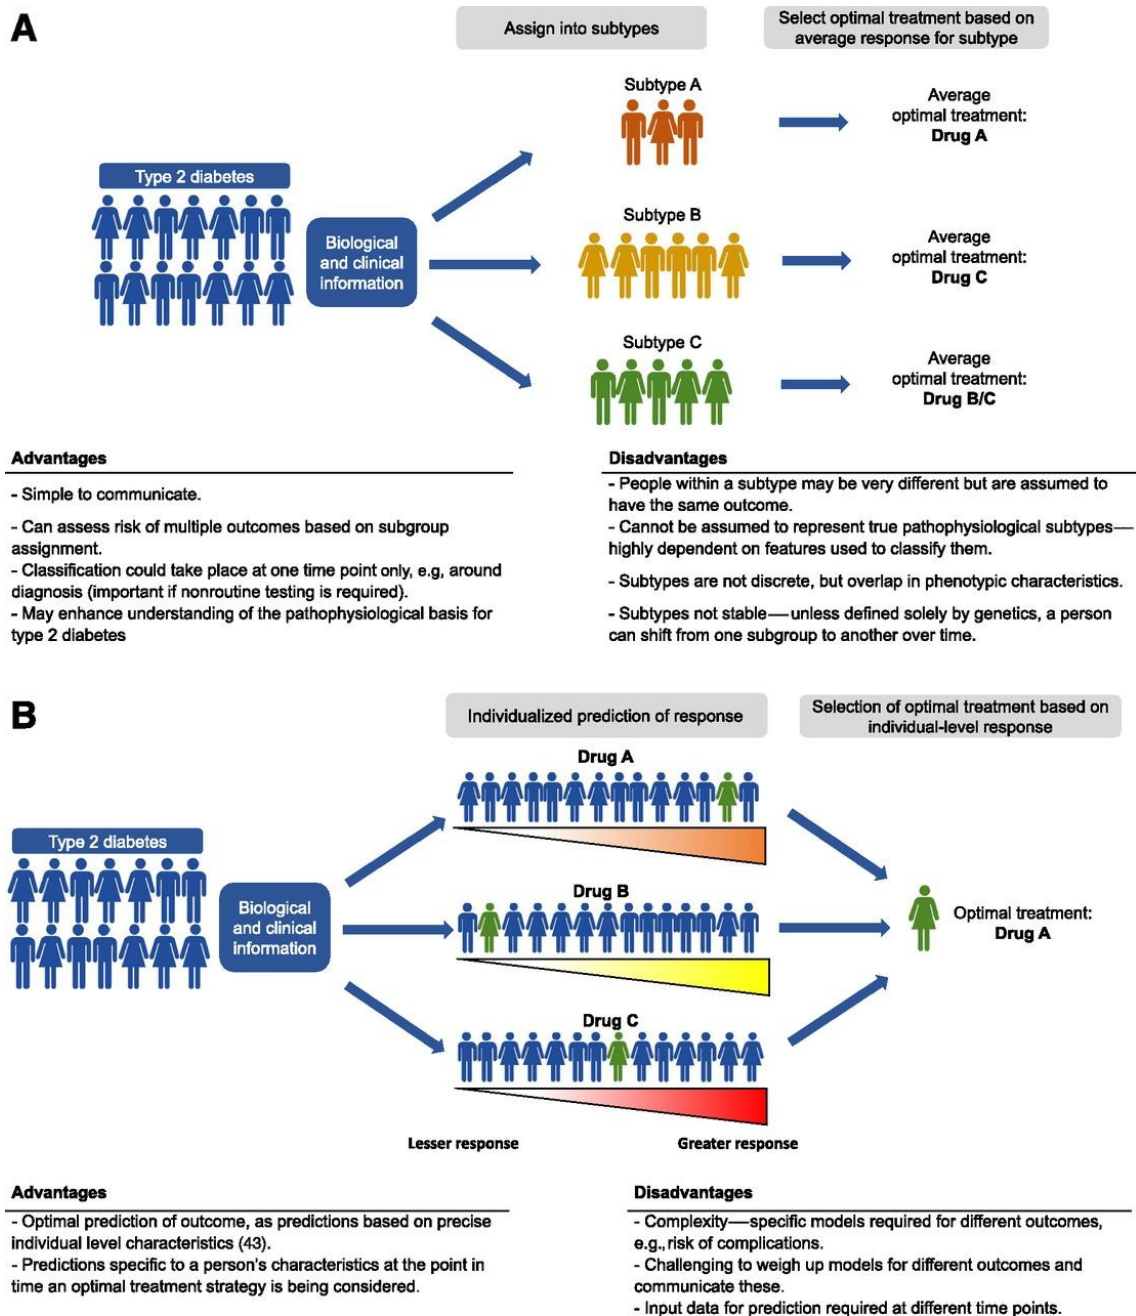 A
Assign into subtypes
Select optimal treatment based on
average response for subtype
Type 2 diabetes
Biological
and clinical
information
Subtype A
Average
optimal treatment:
Drug A
Subtype B
Average
optimal treatment:
Drug C
Subtype C
Average
optimal treatment:
Drug B/C
Advantages
- Simple to communicate.
- Can assess risk of multiple outcomes based on subgroup
assignment.
- Classification could take place at one time point only, e.g, around
diagnosis (important if nonroutine testing is required).
- May enhance understanding of the pathophysiological basis for
type 2 diabetes
Disadvantages
- People within a subtype may be very different but are assumed to
have the same outcome.
- Cannot be assumed to represent true pathophysiological subtypes—
highly dependent on features used to classify them.
- Subtypes are not discrete, but overlap in phenotypic characteristics.
- Subtypes not stable—unless defined solely by genetics, a person
can shift from one subgroup to another over time.
B
Individualized prediction of response
Selection of optimal treatment based on
individual-level response
Type 2 diabetes
Biological
and clinical
information
Drug A
Drug B
Drug C
Lesser response
Greater response
Optimal treatment:
Drug A
Advantages
- Optimal prediction of outcome, as predictions based on precise
individual level characteristics (43).
- Predictions specific to a person's characteristics at the point in
time an optimal treatment strategy is being considered.
Disadvantages
- Complexity—specific models required for different outcomes,
e.g., risk of complications.
- Challenging to weigh up models for different outcomes and
communicate these.
- Input data for prediction required at different time points.